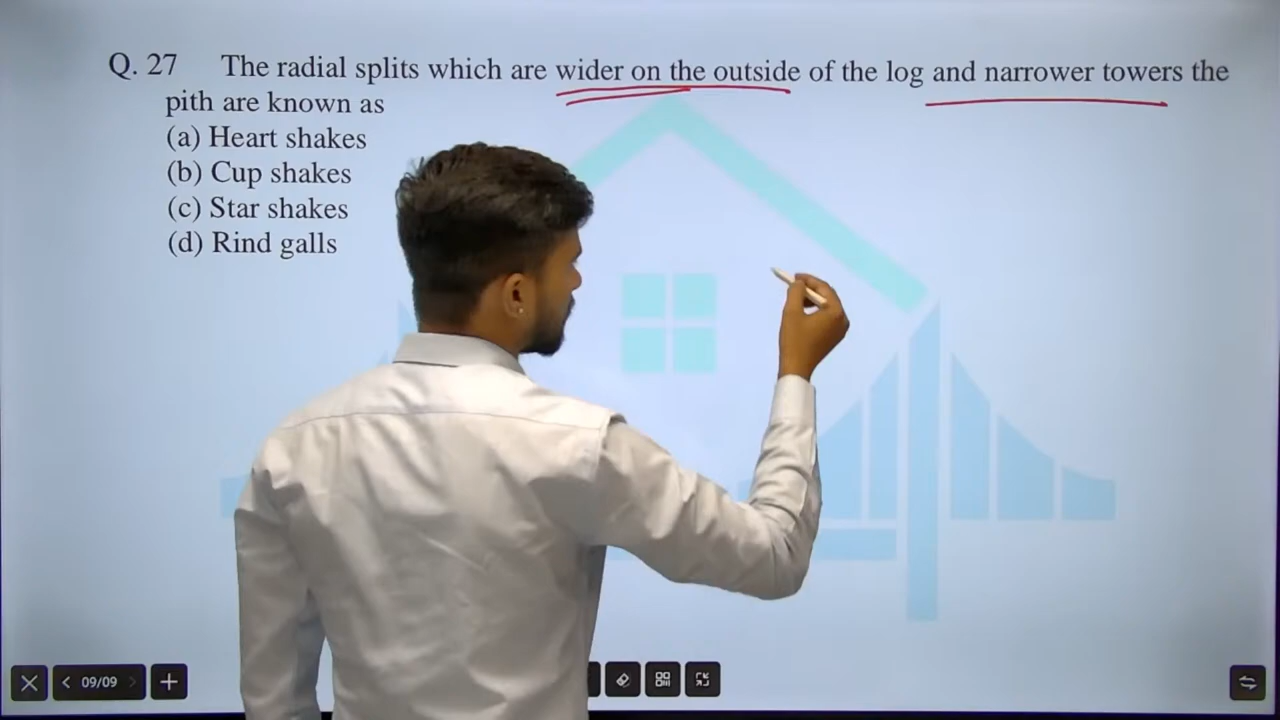 Q. 27 The radial splits which are wider on the outside of the log and narrower towers the
pith are known as
(a) Heart shakes
(b) Cup shakes
(c) Star shakes
(d) Rind galls
09/09